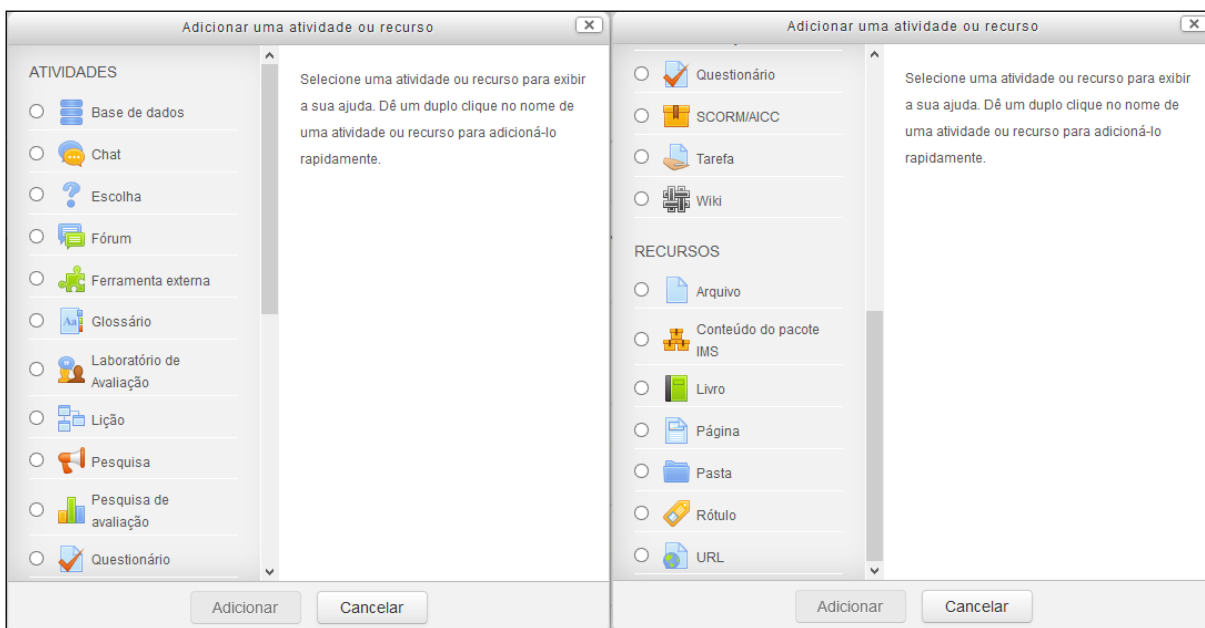 Adicionar uma atividade ou recurso
ATIVIDADES
Base de dados
Chat
Escolha
Fórum
Ferramenta externa
Glossário
Laboratório de
Avaliação
Lição
Pesquisa
Pesquisa de
avaliação
Questionário
Selecione uma atividade ou recurso para exibir
a sua ajuda. Dê um duplo clique no nome de
uma atividade ou recurso para adicioná-lo
rapidamente.
Adicionar
Cancelar
Adicionar uma atividade ou recurso
Questionário
SCORM/AICC
Tarefa
Wiki
RECURSOS
Arquivo
Conteúdo do pacote
IMS
Livro
Página
Pasta
Rótulo
URL
Selecione uma atividade ou recurso para exibir
a sua ajuda. Dê um duplo clique no nome de
uma atividade ou recurso para adicioná-lo
rapidamente.
Adicionar
Cancelar